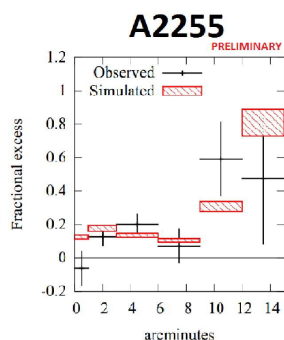 A2255
PRELIMINARY
1.2
Observed
1
Simulated
0.8
0.6
0.4
0.2
0
-0.2
Fractional excess
0 2 4 6 8 10 12 14
arcminutes